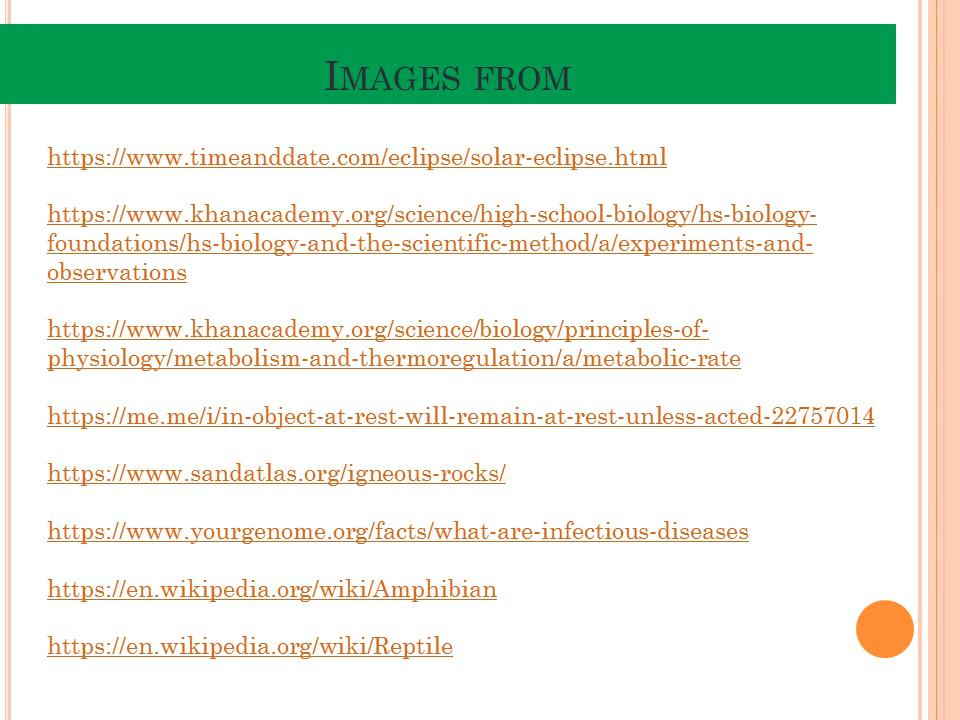 Images from
https://www.timeanddate.com/eclipse/solar-eclipse.html
https://www.khanacademy.org/science/high-school-biology/hs-biology-
foundations/hs-biology-and-the-scientific-method/a/experiments-and-
observations
https://www.khanacademy.org/science/biology/principles-of-
physiology/metabolism-and-thermoregulation/a/metabolic-rate
https://me.me/i/in-object-at-rest-will-remain-at-rest-unless-acted-22757014
https://www.sandatlas.org/igneous-rocks/
https://www.yourgenome.org/facts/what-are-infectious-diseases
https://en.wikipedia.org/wiki/Amphibian
https://en.wikipedia.org/wiki/Reptile